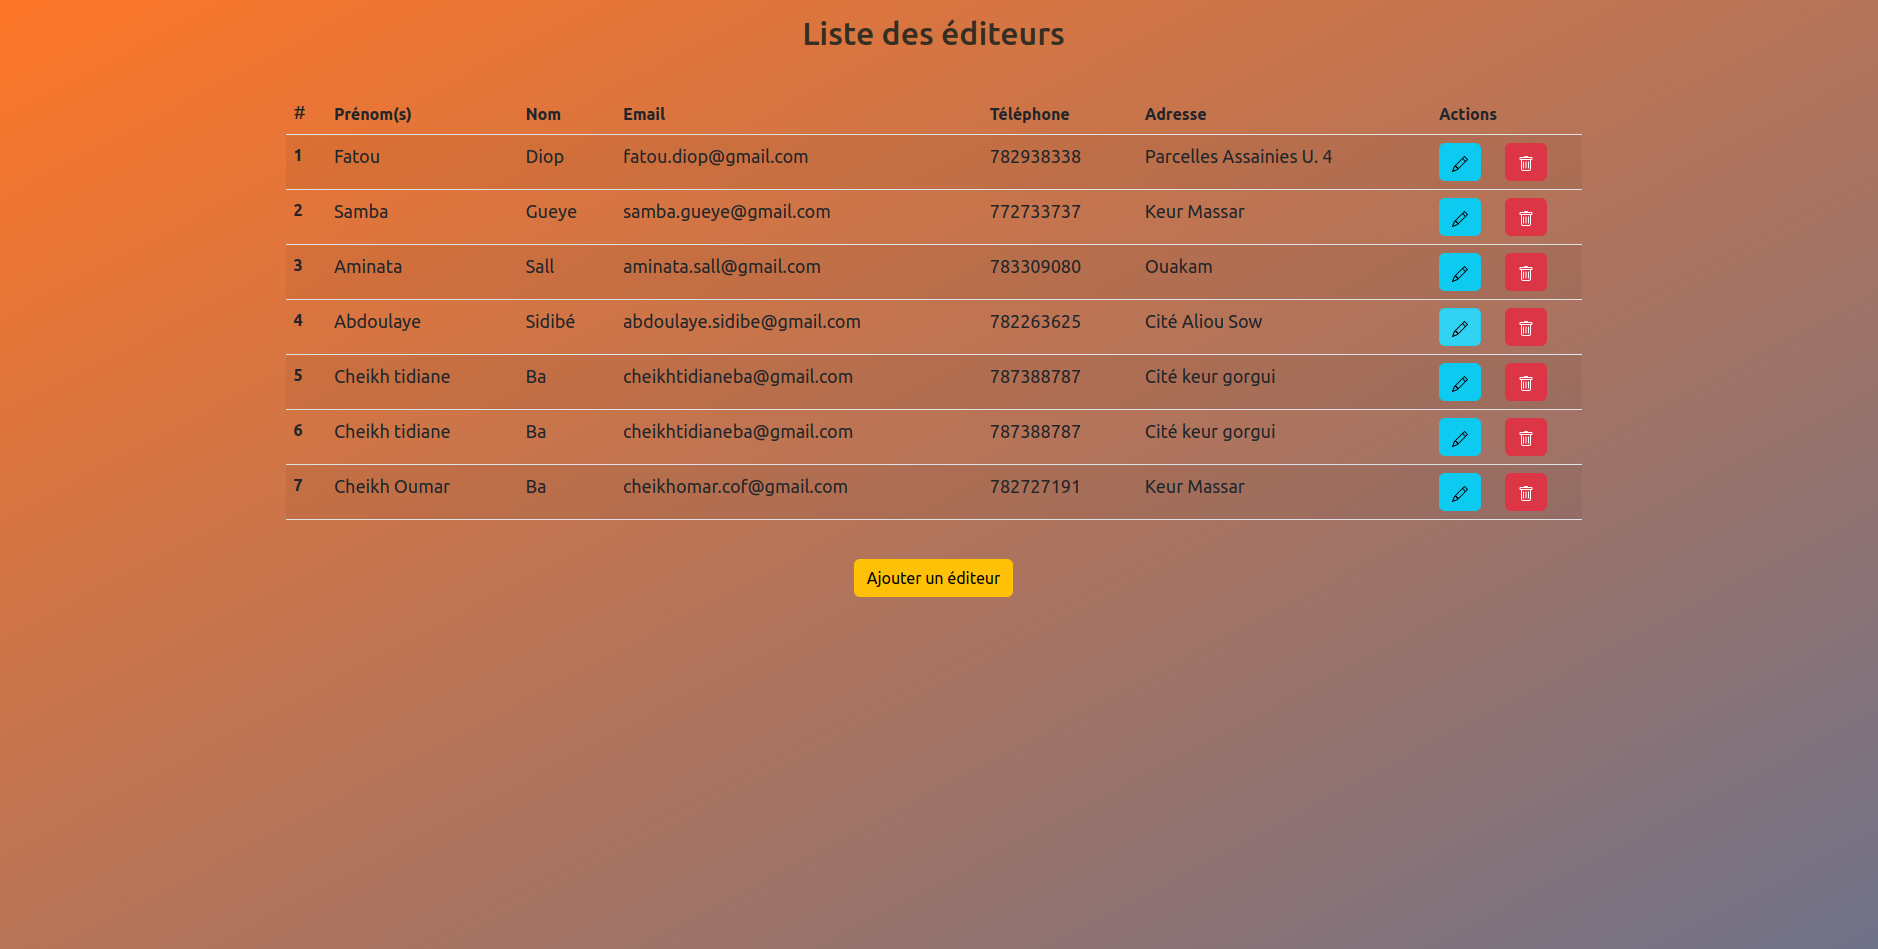 Liste des éditeurs
# Prénom(s) Nom Email Téléphone Adresse Actions
1 Fatou Diop fatou.diop@gmail.com 782938338 Parcelles Assainies U. 4
2 Samba Gueye samba.gueye@gmail.com 772733737 Keur Massar
3 Aminata Sall aminata.sall@gmail.com 783309080 Ouakam
4 Abdoulaye Sidibé abdoulaye.sidibe@gmail.com 782263625 Cité Aliou Sow
5 Cheikh tidiane Ba cheikhtidianeba@gmail.com 787388787 Cité keur gorgui
6 Cheikh tidiane Ba cheikhtidianeba@gmail.com 787388787 Cité keur gorgui
7 Cheikh Oumar Ba cheikhomar.cof@gmail.com 782727191 Keur Massar
Ajouter un éditeur